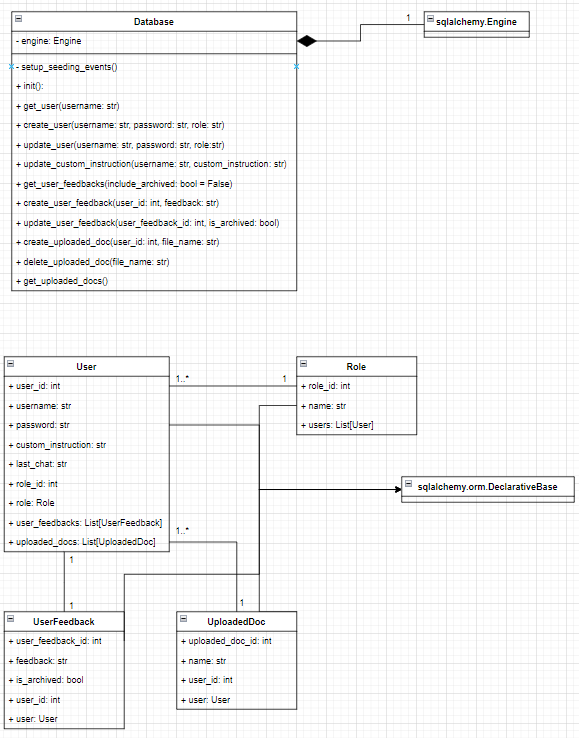 Database
- engine: Engine
- setup_seeding_events()
+ init():
+ get_user(username: str)
+ create_user(username: str, password: str, role: str)
+ update_user(username: str, password: str, role:str)
+ update_custom_instruction(username: str, custom_instruction: str)
+ get_user_feedbacks(include_archived: bool = False)
+ create_user_feedback(user_id: int, feedback: str)
+ update_user_feedback(user_feedback_id: int, is_archived: bool)
+ create_uploaded_doc(user_id: int, file_name: str)
+ delete_uploaded_doc(file_name: str)
+ get_uploaded_docs()
1
sqlalchemy.Engine
User
+ user_id: int
+ username: str
+ password: str
+ custom_instruction: str
+ last_chat: str
+ role_id: int
+ role: Role
+ user_feedbacks: List[UserFeedback]
+ uploaded_docs: List[UploadedDoc]
1..*
1
Role
+ role_id: int
+ name: str
+ users: List[User]
sqlalchemy.orm.DeclarativeBase
1..*
1
1
1
UserFeedback
+ user_feedback_id: int
+ feedback: str
+ is_archived: bool
+ user_id: int
+ user: User
UploadedDoc
+ uploaded_doc_id: int
+ name: str
+ user_id: int
+ user: User